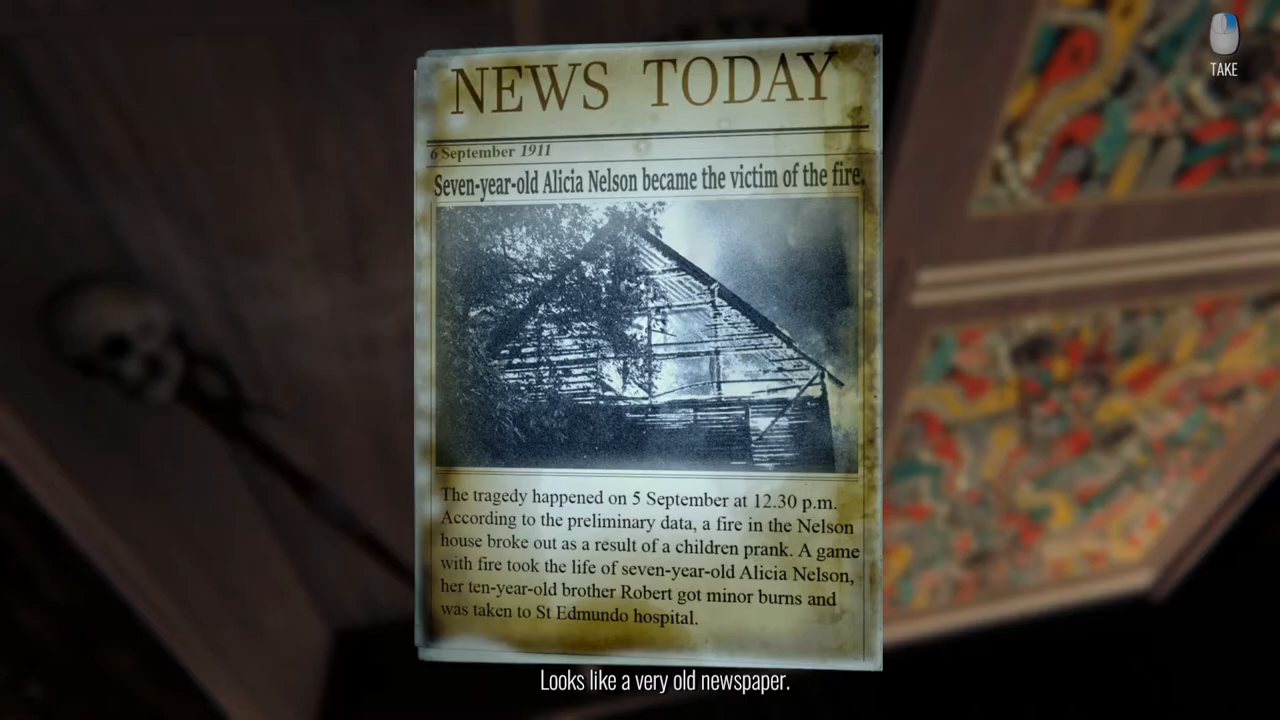 TAKE
NEWS TODAY
6 September 1911
Seven-year-old Alicia Nelson became the victim of the fire.
The tragedy happened on 5 September at 12.30 p.m.
According to the preliminary data, a fire in the Nelson
house broke out as a result of a children prank. A game
with fire took the life of seven-year-old Alicia Nelson,
her ten-year-old brother Robert got minor burns and
was taken to St Edmundo hospital.
Looks like a very old newspaper.